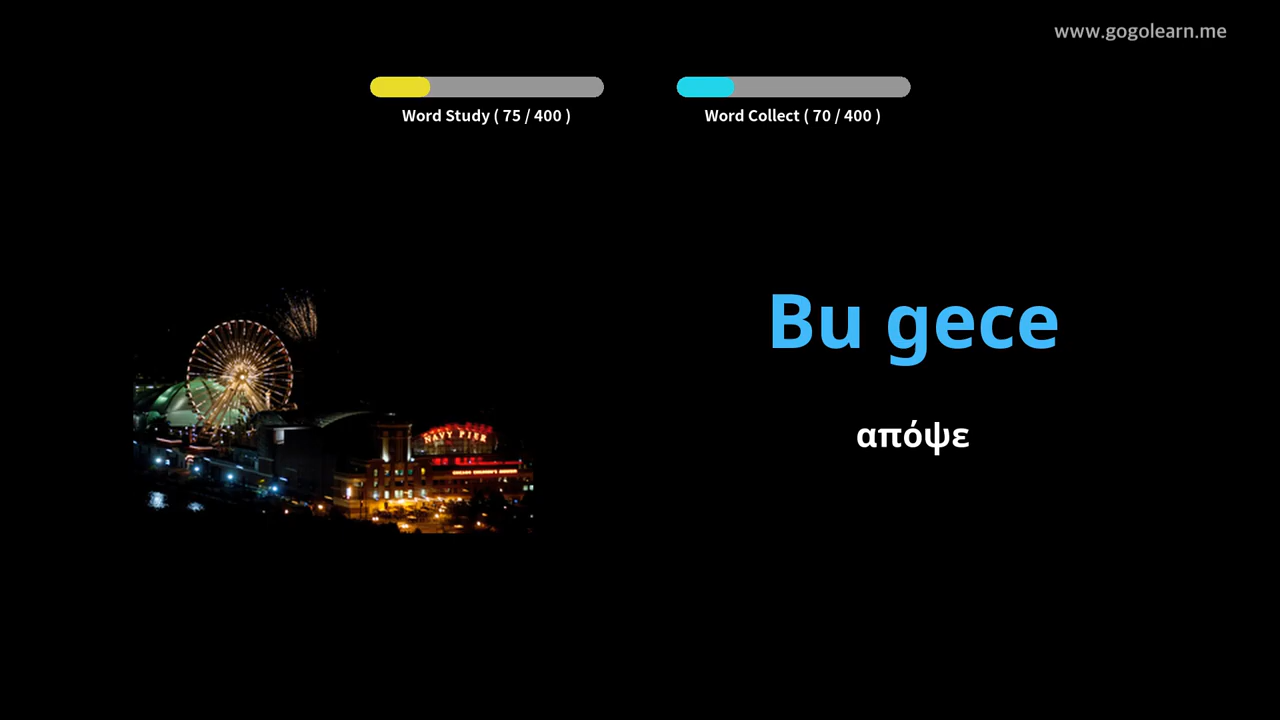 www.gogolearn.me
Word Study ( 75 / 400 )
Word Collect ( 70 / 400 )
Bu gece
απόψε
NAVY PIER